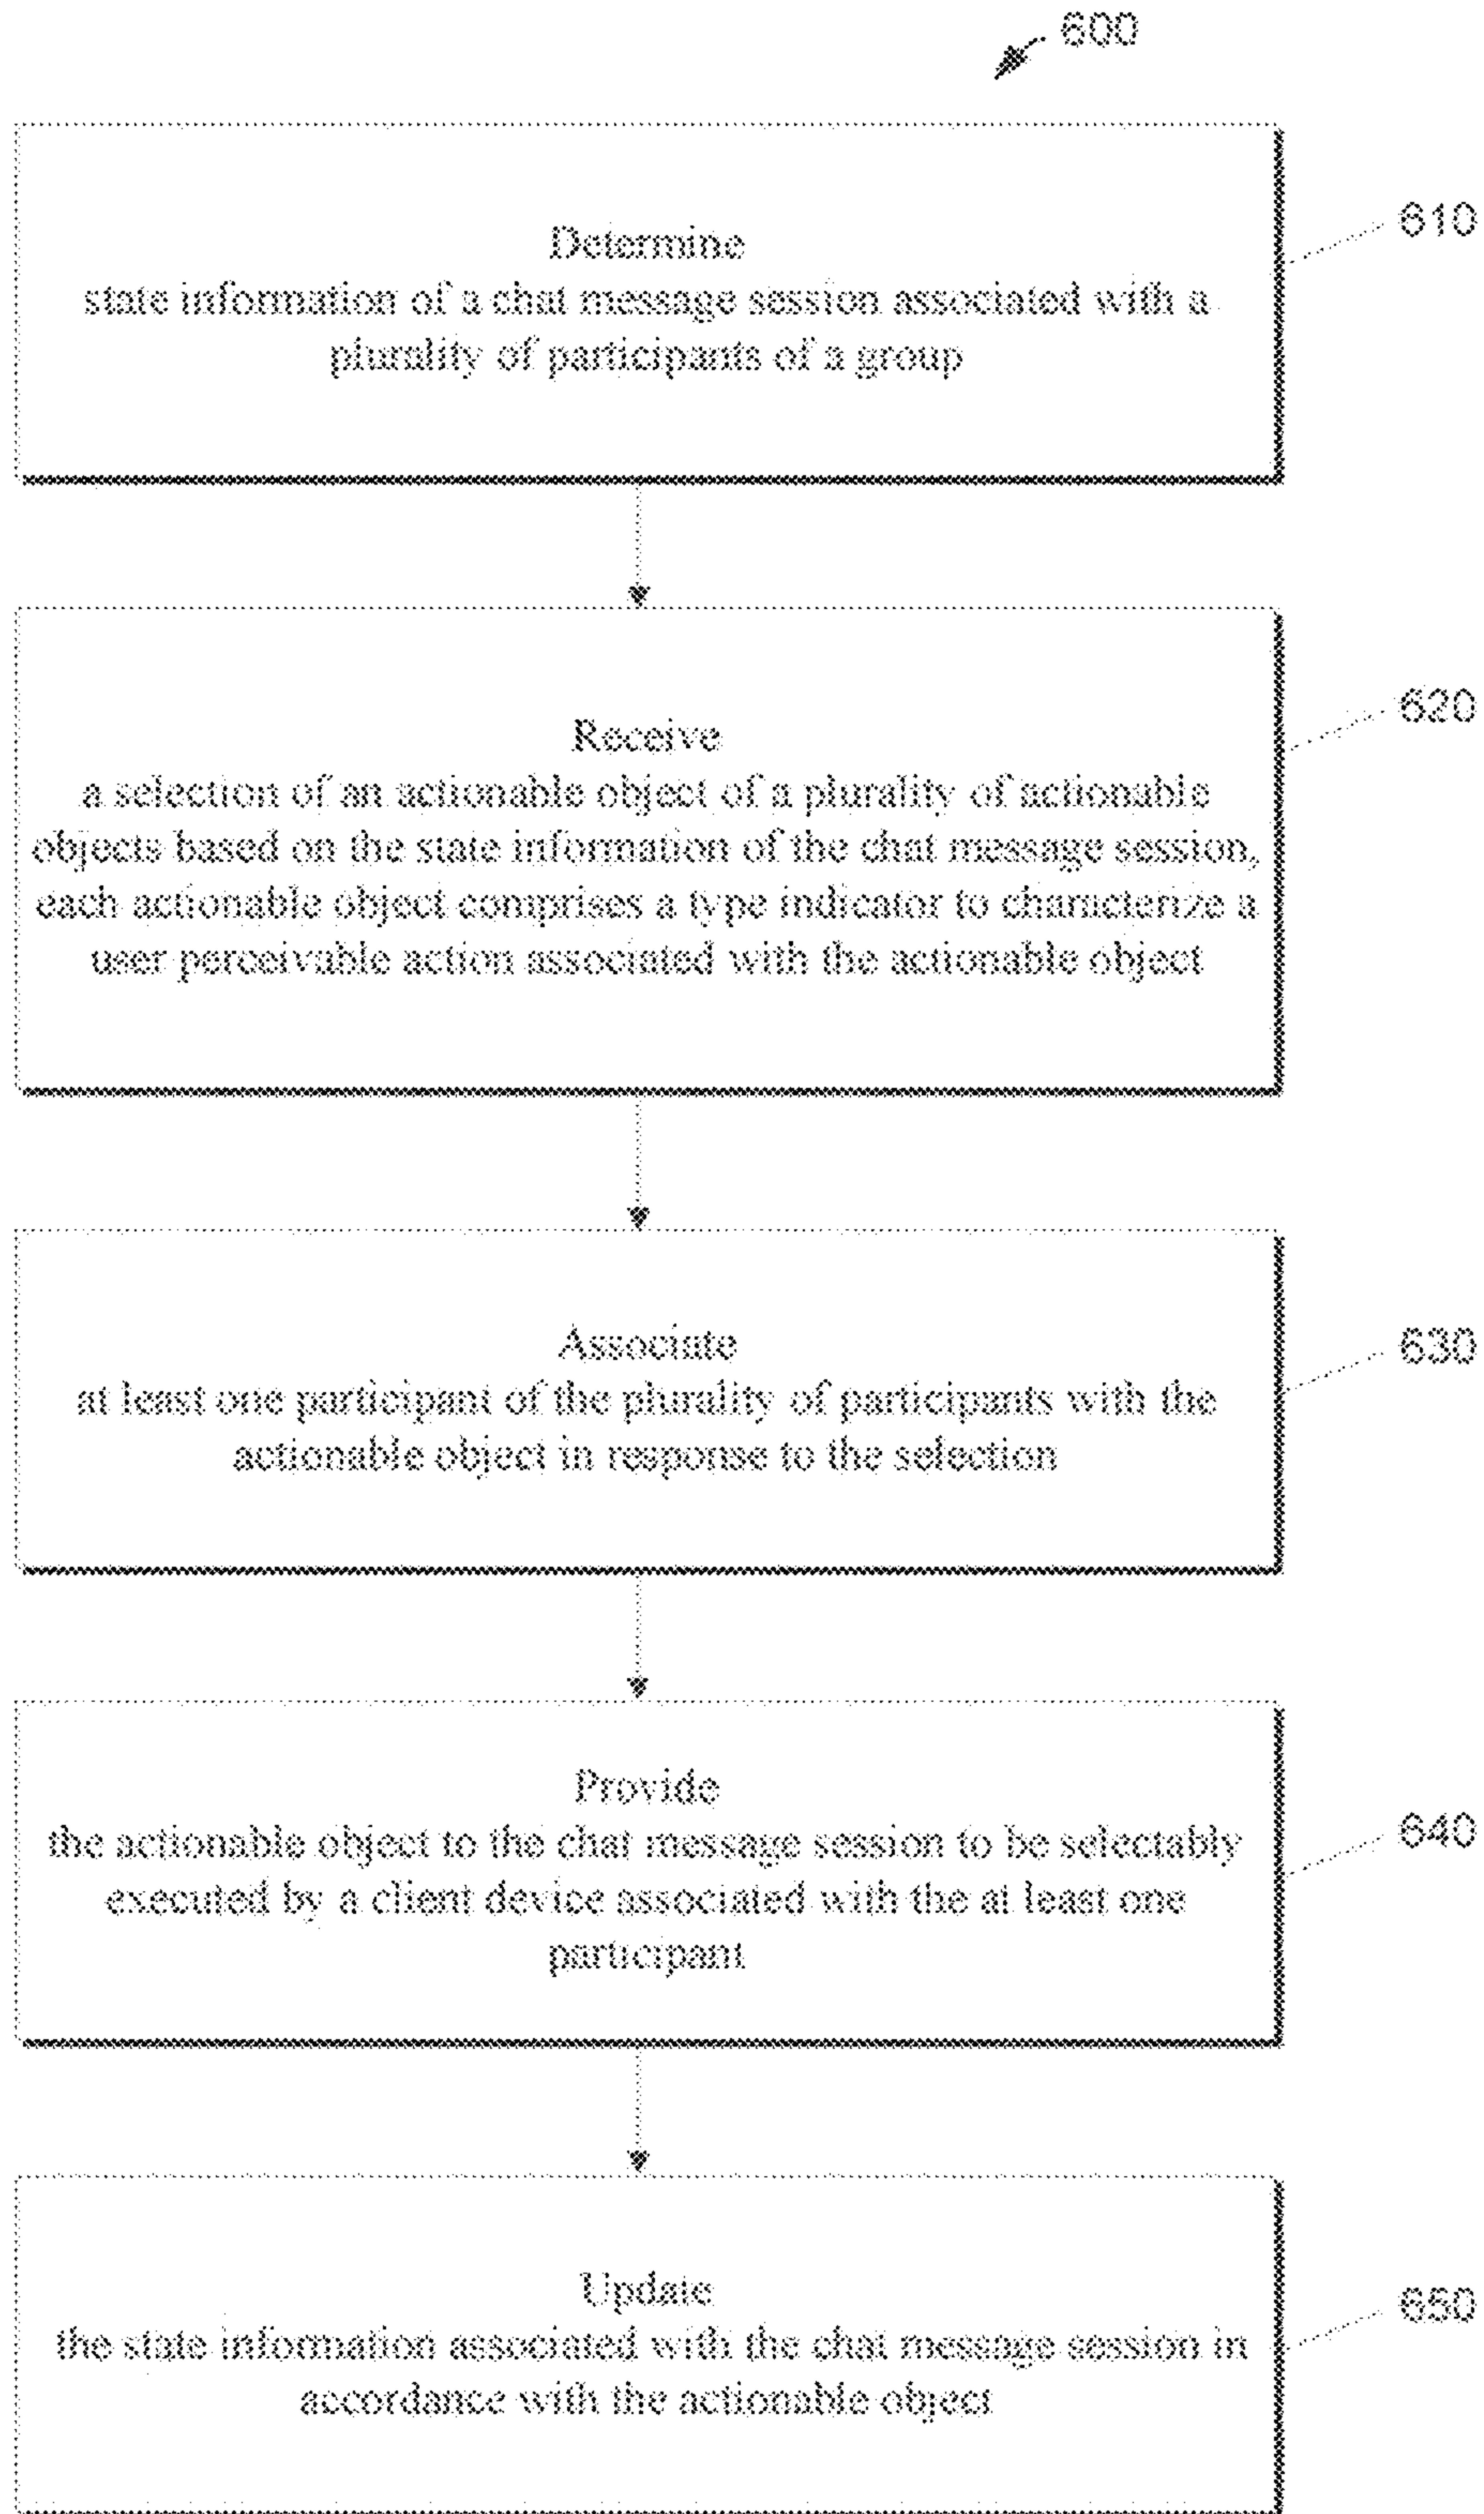 600
Determine
state information of a chat message session associated with a
plurality of participants of a group
610
Receive
a selection of an actionable object of a plurality of actionable
objects based on the state information of the chat message session,
each actionable object comprises a type indicator to characterize a
user perceivable action associated with the actionable object
620
Associate
at least one participant of the plurality of participants with the
actionable object in response to the selection
630
Provide
the actionable object to the chat message session to be selectably
executed by a client device associated with the at least one
participant
640
Update
the state information associated with the chat message session in
accordance with the actionable object
650